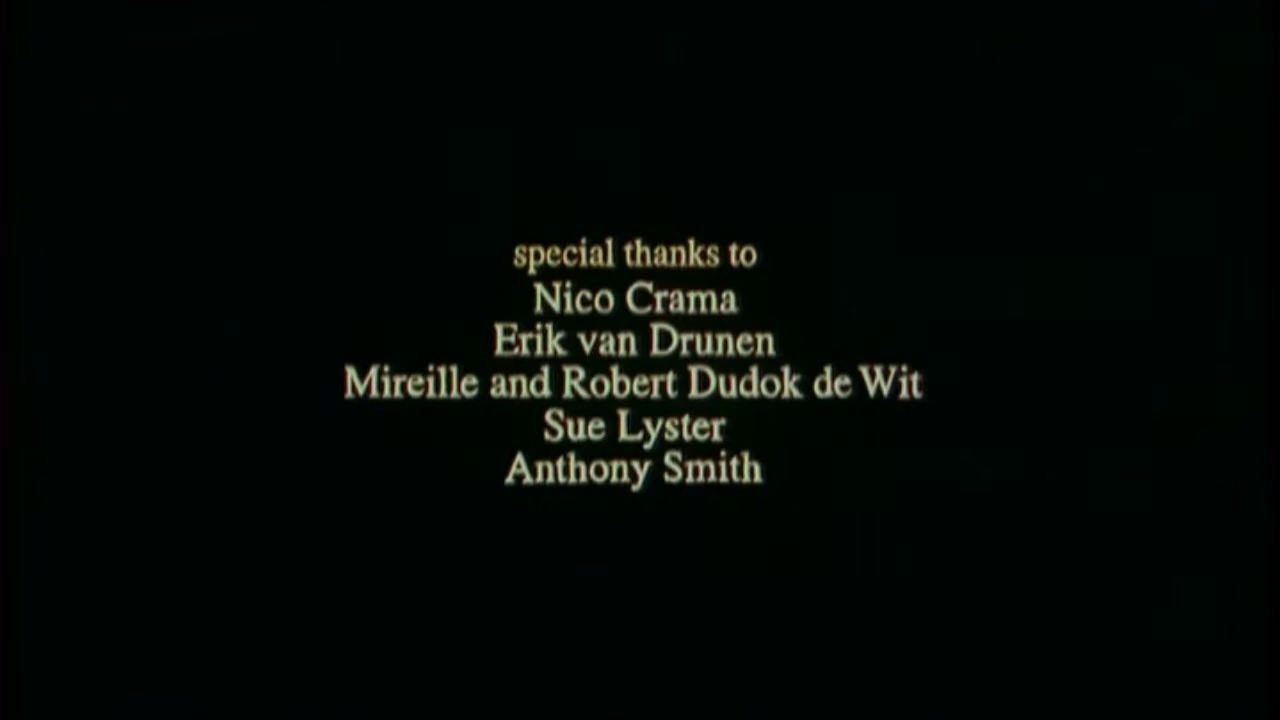 special thanks to
Nico Crama
Erik van Drunen
Mireille and Robert Dudok de Wit
Sue Lyster
Anthony Smith